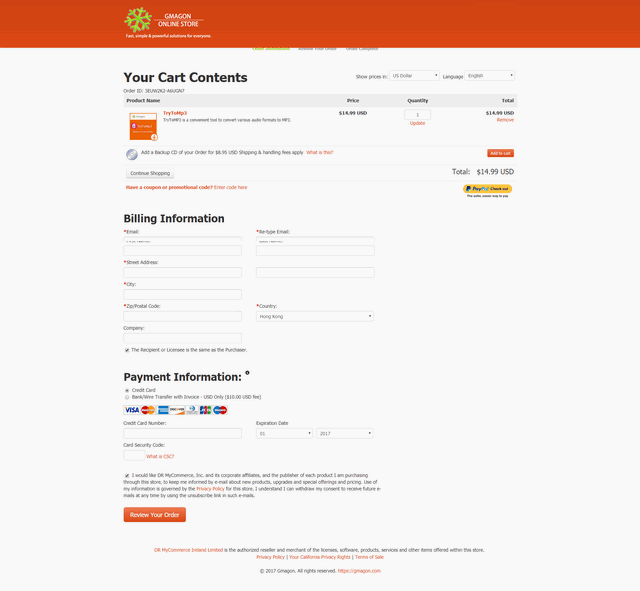 GMAGON
ONLINE STORE
Fast, simple & powerful solutions for everyone.
Your Cart Contents
Show prices in: US Dollar Language English
Order ID: 3EUW2K2-A6UGN7
Product Name Price Quantity Total
TryToMp3 $14.99 USD 1 $14.99 USD
TryToMp3 is a convenient tool to convert various audio formats to MP3.
Update Remove
Add a Backup CD of your Order for $8.95 USD Shipping & handling fees apply What is this? Add to Cart
Continue Shopping Total: $14.99 USD
Have a coupon or promotional code? Enter code here
PayPal Check out
The safer, easier way to pay
Billing Information
*Email: *Re-type Email:
*Street Address:
*City:
*Zip/Postal Code: *Country:
Hong Kong
Company:
The Recipient or Licensee is the same as the Purchaser.
Payment Information:
Credit Card
Bank/Wire Transfer with Invoice - USD Only ($10.00 USD fee)
VISA DISCOVER JCB
Credit Card Number: Expiration Date
01 2017
Card Security Code:
What is CSC?
I would like DR MyCommerce, Inc. and its corporate affiliates, and the publisher of each product I am purchasing
through this store, to keep me informed by e-mail about new products, upgrades and special offerings and pricing. Use of
my information is governed by the Privacy Policy for this store. I understand I can withdraw my consent to receive future e-
mails at any time by using the unsubscribe link in such e-mails.
Review Your Order
DR MyCommerce Ireland Limited is the authorized reseller and merchant of the licenses, software, products, services and other items offered within this store.
Privacy Policy | Your California Privacy Rights | Terms of Sale
© 2017 Gmagon. All rights reserved. https://gmagon.com